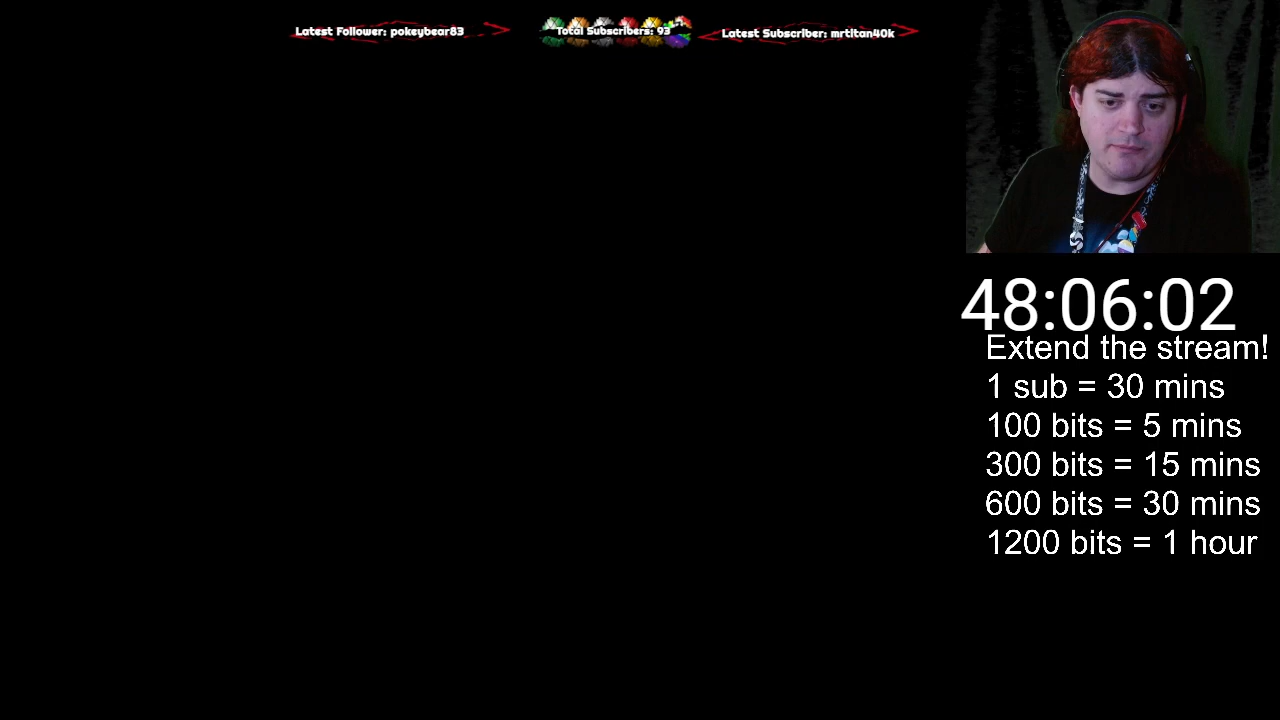 Latest Follower: pokeybear83
Total Subscribers: 93
Latest Subscriber: mrtitan40k
48:06:02
Extend the stream!
1 sub = 30 mins
100 bits = 5 mins
300 bits = 15 mins
600 bits = 30 mins
1200 bits = 1 hour